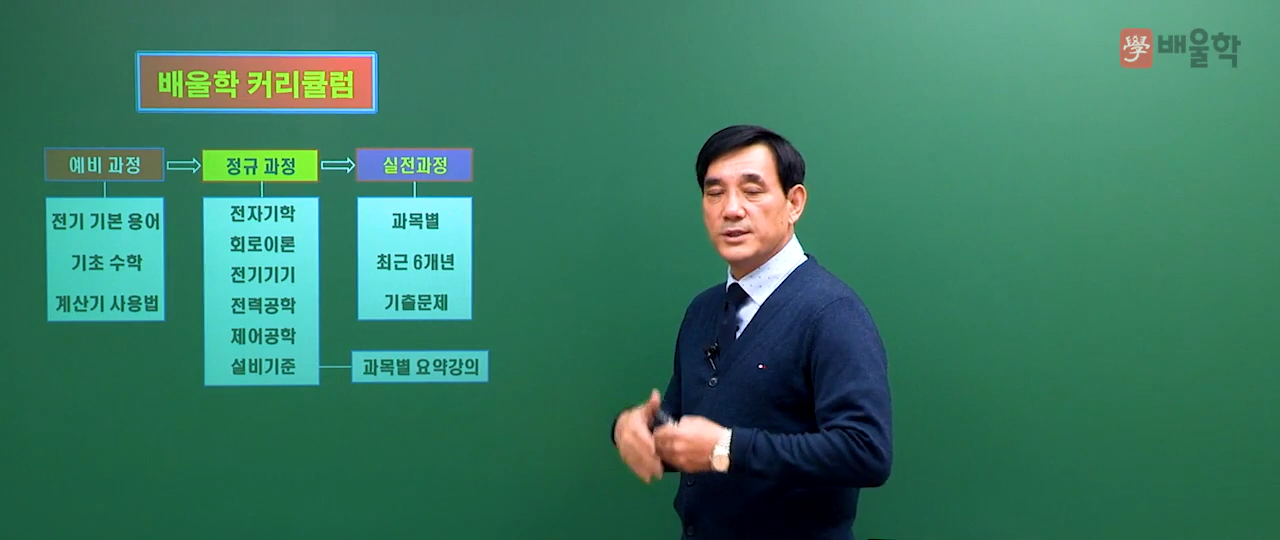 學 배울학
배울학 커리큘럼
예비 과정
정규 과정
실전과정
전기 기본 용어
기초 수학
계산기 사용법
전자기학
회로이론
전기기기
전력공학
제어공학
설비기준
과목별
최근 6개년
기출문제
과목별 요약강의